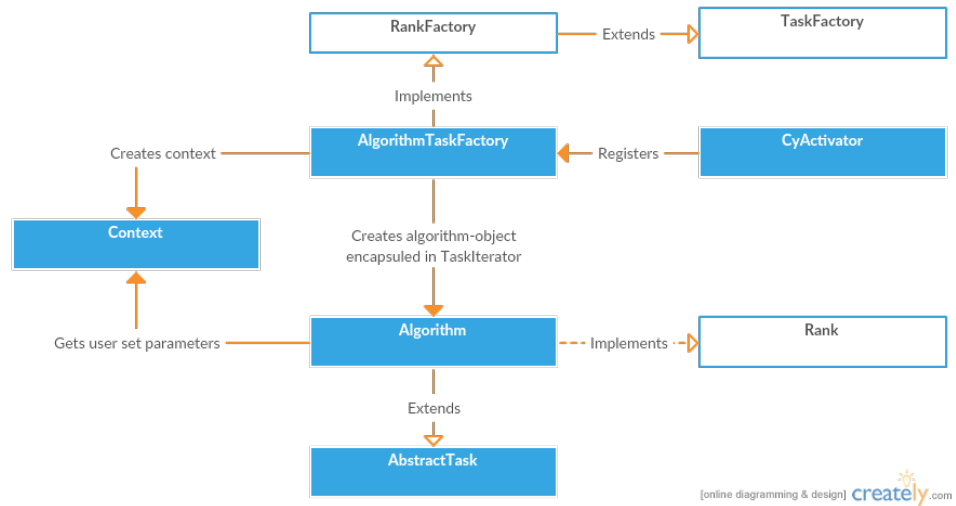 RankFactory
Extends
TaskFactory
Implements
AlgorithmTaskFactory
Registers
CyActivator
Creates context
Context
Creates algorithm-object
encapsuled in TaskIterator
Gets user set parameters
Algorithm
Implements
Rank
Extends
AbstractTask
[online diagramming & design] creately.com